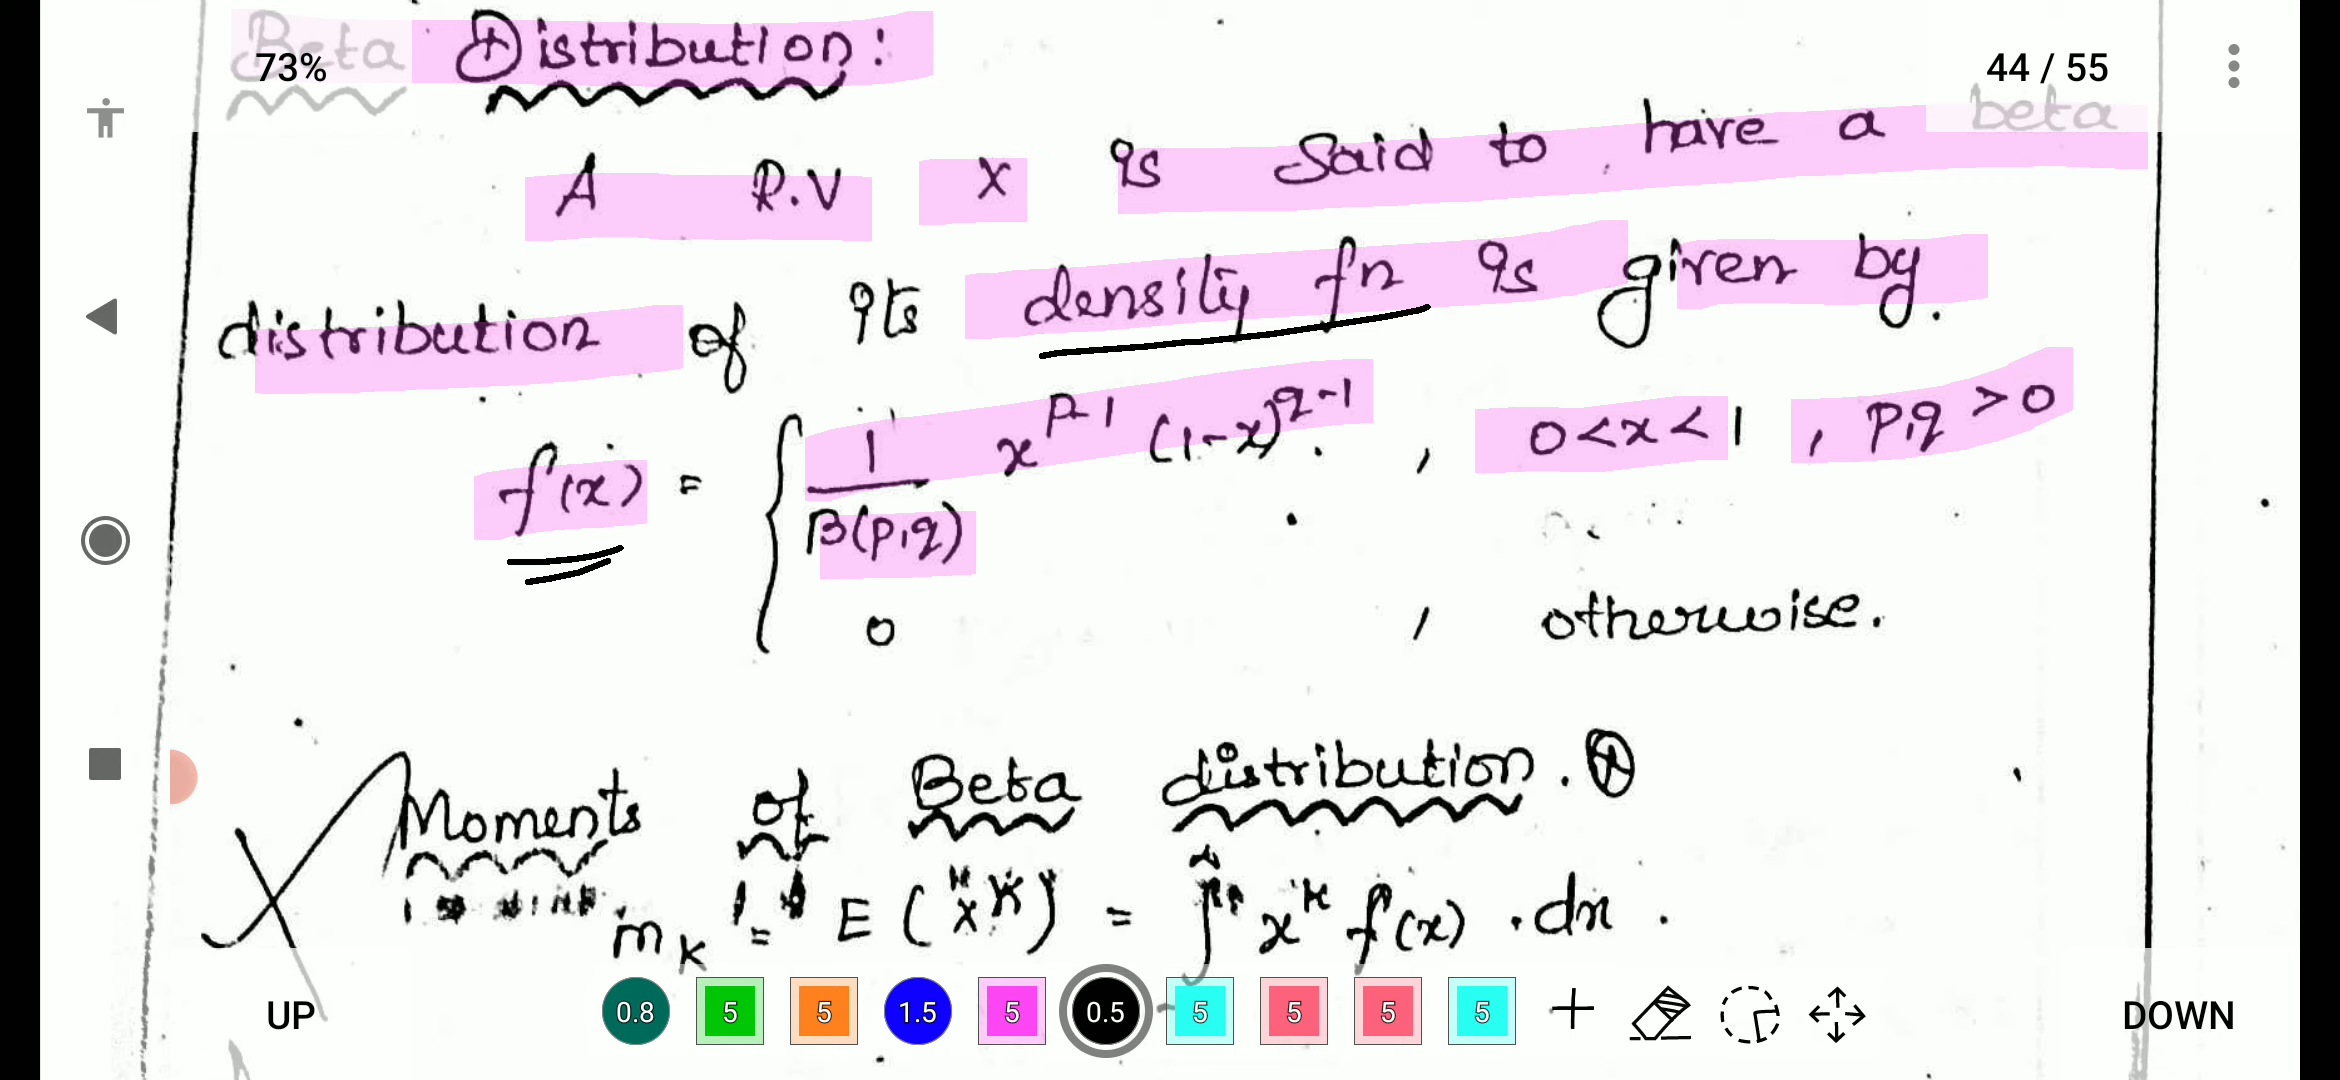 Beta Distribution:
73%
44 / 55
A R.V X is said to have a beta
distribution of its density fn is given by.
f(x) = { 1/β(p,q) x^{p-1} (1-x)^{q-1} , 0<x<1 , p,q >0
0 , otherwise.
Moments of Beta distribution.
m_k' = E(X^K) = ∫ x^k f(x) . dx .
UP
0.8 5 5 1.5 5 0.5 5 5 5 5
DOWN